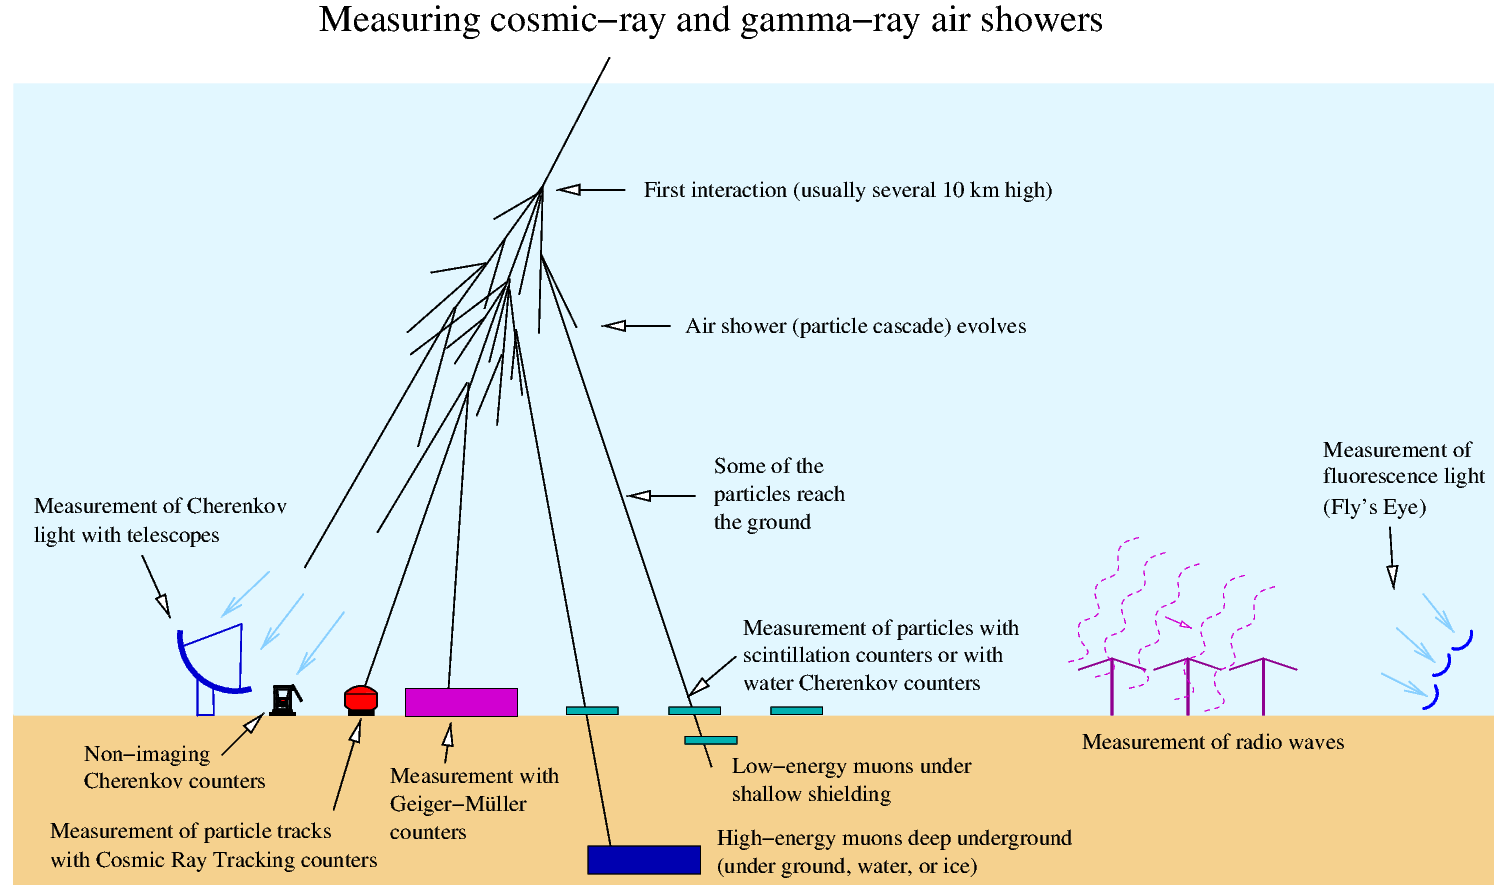 Measuring cosmic−ray and gamma−ray air showers
First interaction (usually several 10 km high)
Air shower (particle cascade) evolves
Some of the
particles reach
the ground
Measurement of
fluorescence light
(Fly's Eye)
Measurement of Cherenkov
light with telescopes
Measurement of particles with
scintillation counters or with
water Cherenkov counters
Measurement of radio waves
Non−imaging
Cherenkov counters
Measurement with
Geiger−Müller
counters
Low−energy muons under
shallow shielding
Measurement of particle tracks
with Cosmic Ray Tracking counters
High−energy muons deep underground
(under ground, water, or ice)